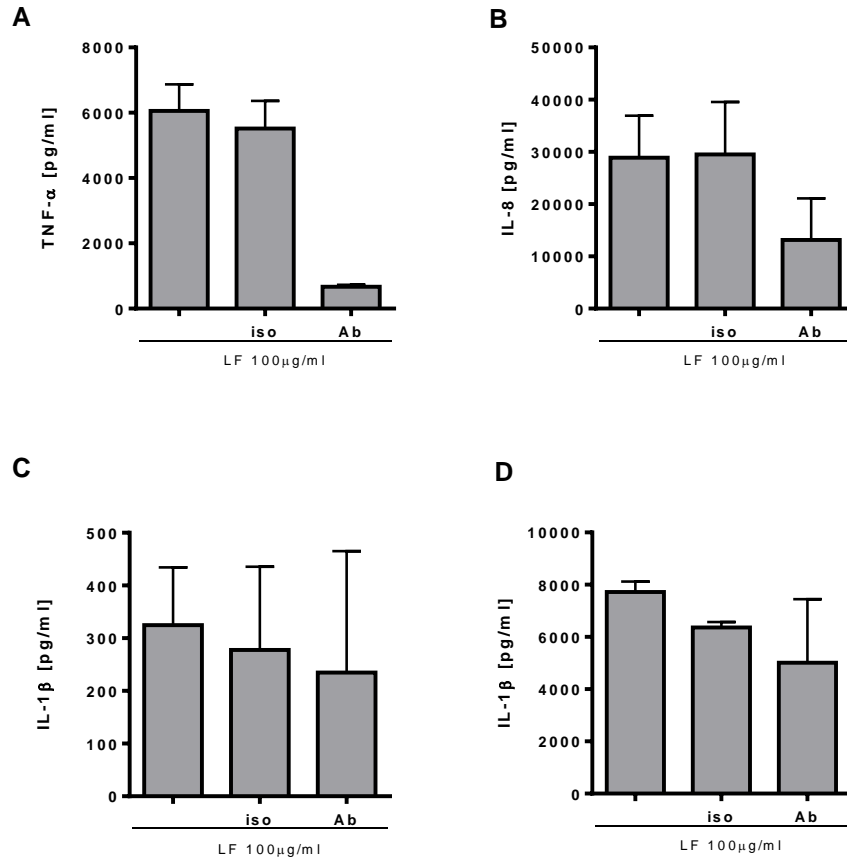 A
TNF-α [pg/ml]
8000
6000
4000
2000
0
iso Ab
LF 100μg/ml
B
IL-8 [pg/ml]
50000
40000
30000
20000
10000
0
iso Ab
LF 100μg/ml
C
IL-1β [pg/ml]
500
400
300
200
100
0
iso Ab
LF 100μg/ml
D
IL-1β [pg/ml]
10000
8000
6000
4000
2000
0
iso Ab
LF 100μg/ml